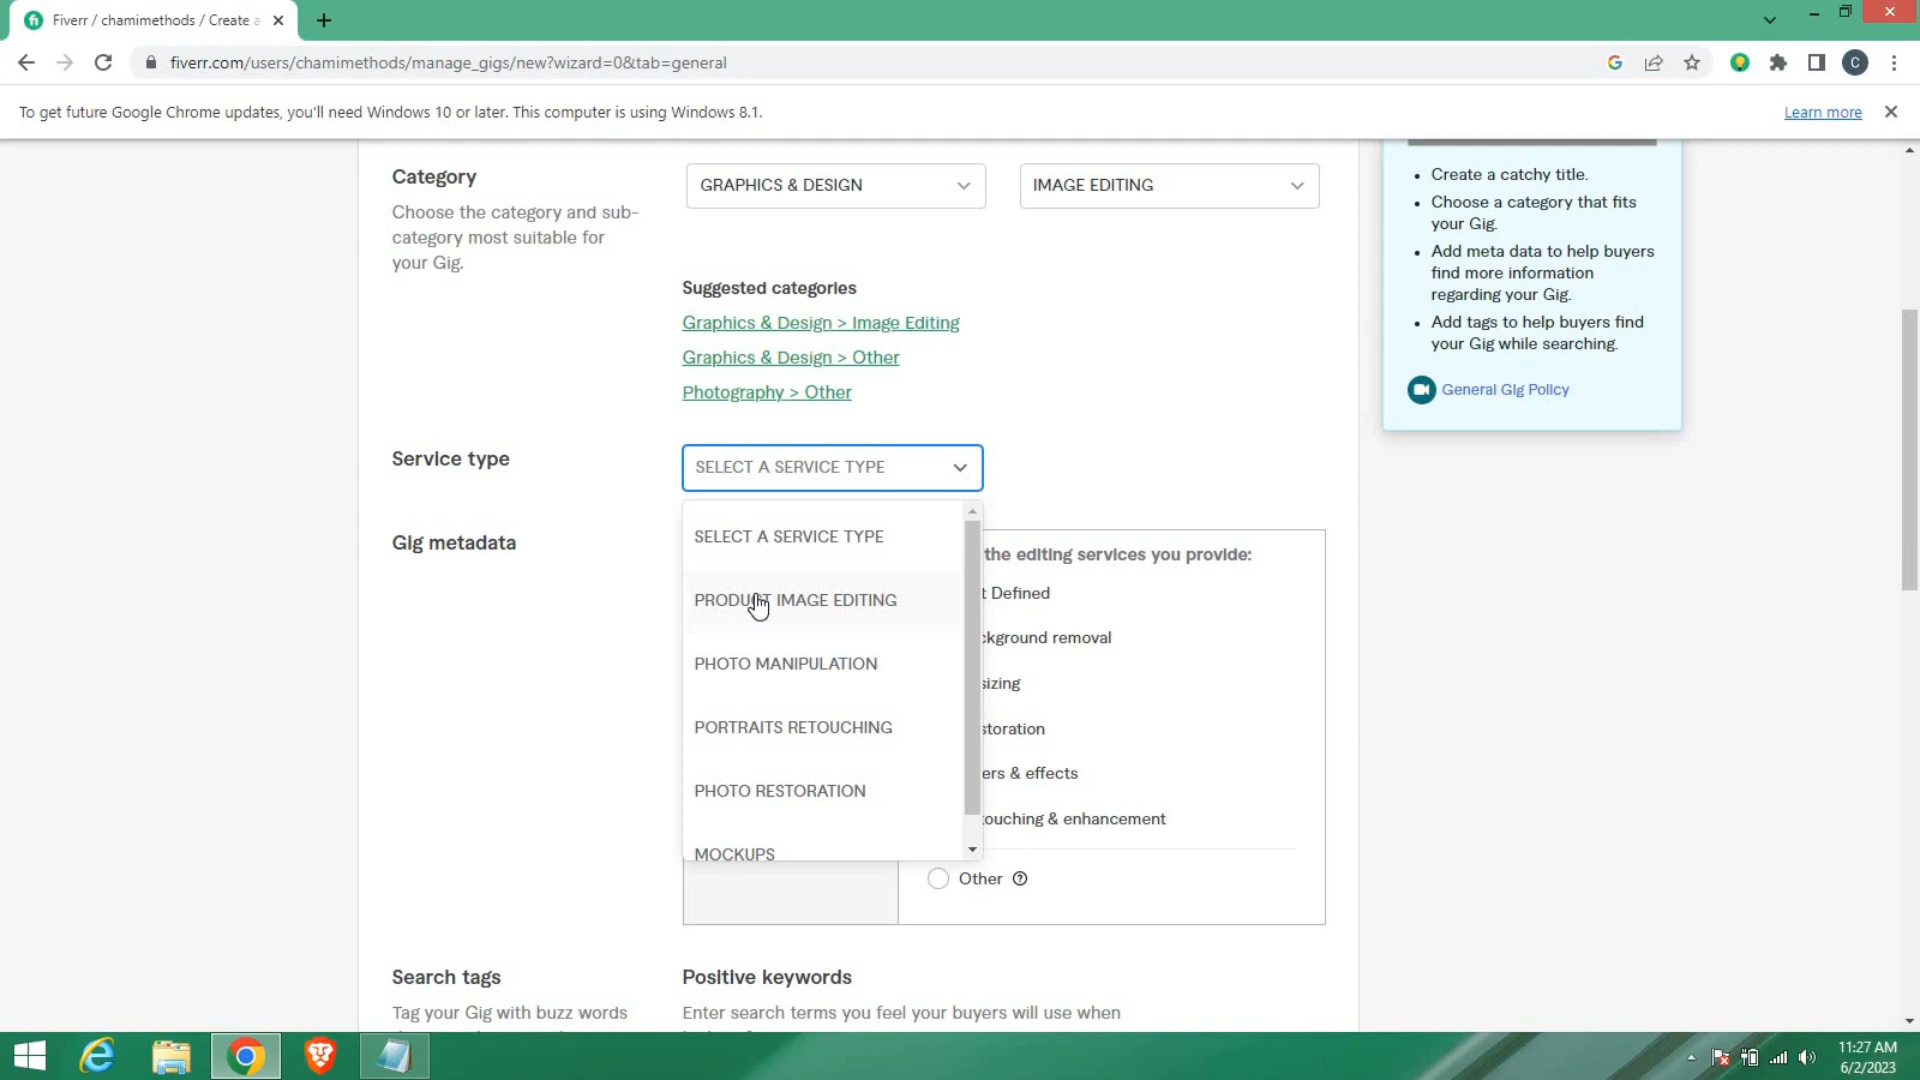 Fiverr / chamimethods / Create a
fiverr.com/users/chamimethods/manage_gigs/new?wizard=0&tab=general
C
To get future Google Chrome updates, you'll need Windows 10 or later. This computer is using Windows 8.1.
Learn more
Category
Choose the category and sub-
category most suitable for
your Gig.
GRAPHICS & DESIGN
IMAGE EDITING
Suggested categories
Graphics & Design > Image Editing
Graphics & Design > Other
Photography > Other
Create a catchy title.
Choose a category that fits
your Gig.
Add meta data to help buyers
find more information
regarding your Gig.
Add tags to help buyers find
your Gig while searching.
General Gig Policy
Service type
SELECT A SERVICE TYPE
SELECT A SERVICE TYPE
PRODUCT IMAGE EDITING
PHOTO MANIPULATION
PORTRAITS RETOUCHING
PHOTO RESTORATION
MOCKUPS
Gig metadata
the editing services you provide:
t Defined
ckground removal
sizing
storation
ers & effects
touching & enhancement
Other
Search tags
Tag your Gig with buzz words
Positive keywords
Enter search terms you feel your buyers will use when
11:27 AM
6/2/2023